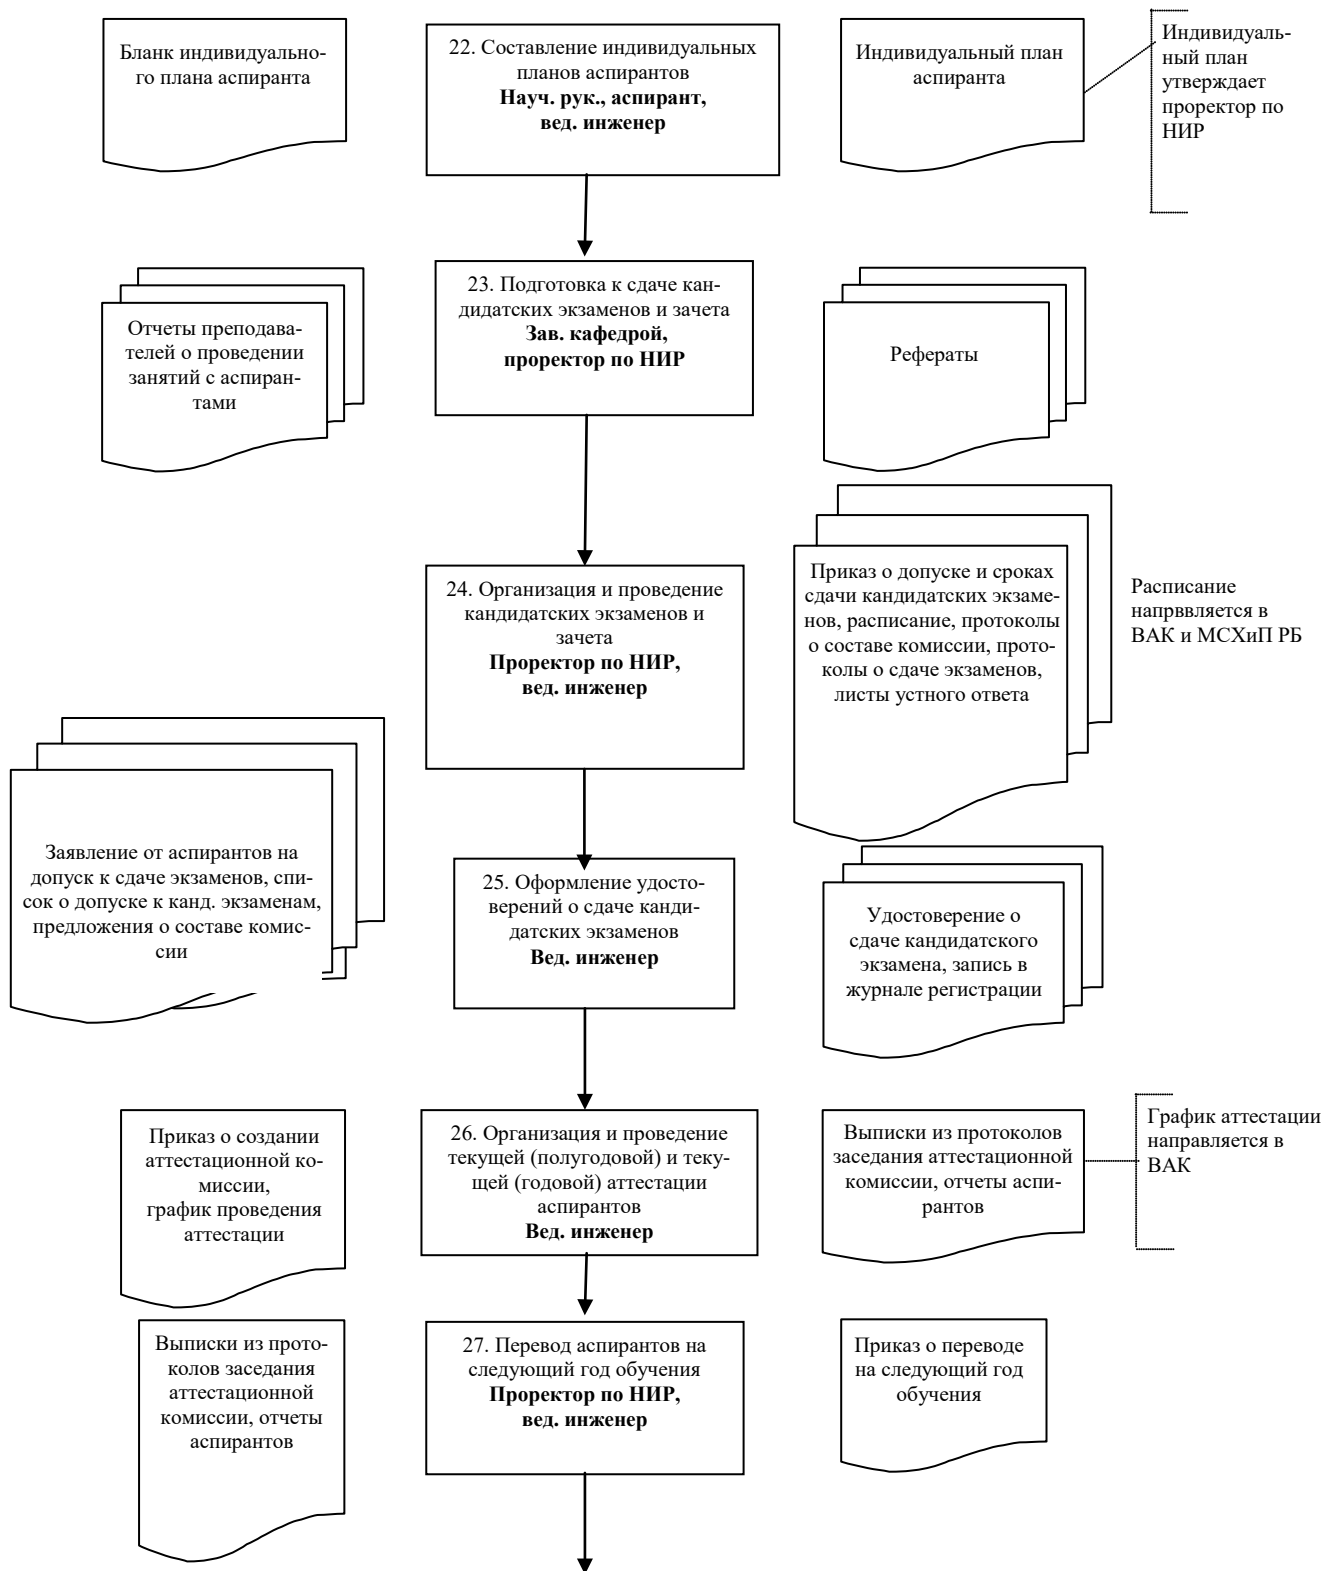 Бланк индивидуально-
го плана аспиранта
22. Составление индивидуальных
планов аспирантов
Науч. рук., аспирант,
вед. инженер
Индивидуальный план
аспиранта
Индивидуаль-
ный план
утверждает
проректор по
НИР
Отчеты преподава-
телей о проведении
занятий с аспиран-
тами
23. Подготовка к сдаче кан-
дидатских экзаменов и зачета
Зав. кафедрой,
проректор по НИР
Рефераты
24. Организация и проведение
кандидатских экзаменов и
зачета
Проректор по НИР,
вед. инженер
Приказ о допуске и сроках
сдачи кандидатских экзаме-
нов, расписание, протоколы
о составе комиссии, прото-
колы о сдаче экзаменов,
листы устного ответа
Расписание
напрввляется в
ВАК и МСХиП РБ
Заявление от аспирантов на
допуск к сдаче экзаменов, спи-
сок о допуске к канд. экзаменам,
предложения о составе комис-
сии
25. Оформление удосто-
верений о сдаче канди-
датских экзаменов
Вед. инженер
Удостоверение о
сдаче кандидатского
экзамена, запись в
журнале регистрации
Приказ о создании
аттестационной ко-
миссии,
график проведения
аттестации
26. Организация и проведение
текущей (полугодовой) и теку-
щей (годовой) аттестации
аспирантов
Вед. инженер
Выписки из протоколов
заседания аттестационной
комиссии, отчеты аспи-
рантов
График аттестации
направляется в
ВАК
Выписки из прото-
колов заседания
аттестационной
комиссии, отчеты
аспирантов
27. Перевод аспирантов на
следующий год обучения
Проректор по НИР,
вед. инженер
Приказ о переводе
на следующий год
обучения